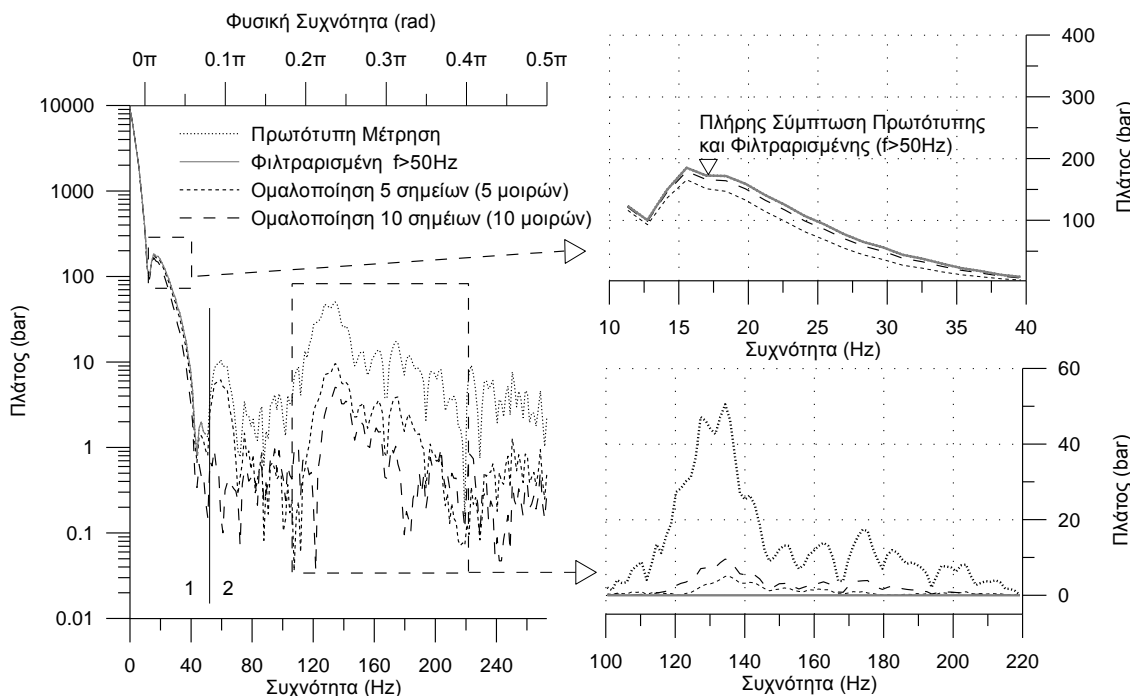 Φυσική Συχνότητα (rad)
0π 0.1π 0.2π 0.3π 0.4π 0.5π
10000
1000
100
10
1
0.1
0.01
Πλάτος (bar)
Πρωτότυπη Μέτρηση
Φιλτραρισμένη f>50Hz
Ομαλοποίηση 5 σημείων (5 μοιρών)
Ομαλοποίηση 10 σημέιων (10 μοιρών)
1 2
0 40 80 120 160 200 240
Συχνότητα (Hz)
Πλήρης Σύμπτωση Πρωτότυπης
και Φιλτραρισμένης (f>50Hz)
400
300
200
100
Πλάτος (bar)
10 15 20 25 30 35 40
Συχνότητα (Hz)
60
40
20
0
Πλάτος (bar)
100 120 140 160 180 200 220
Συχνότητα (Hz)